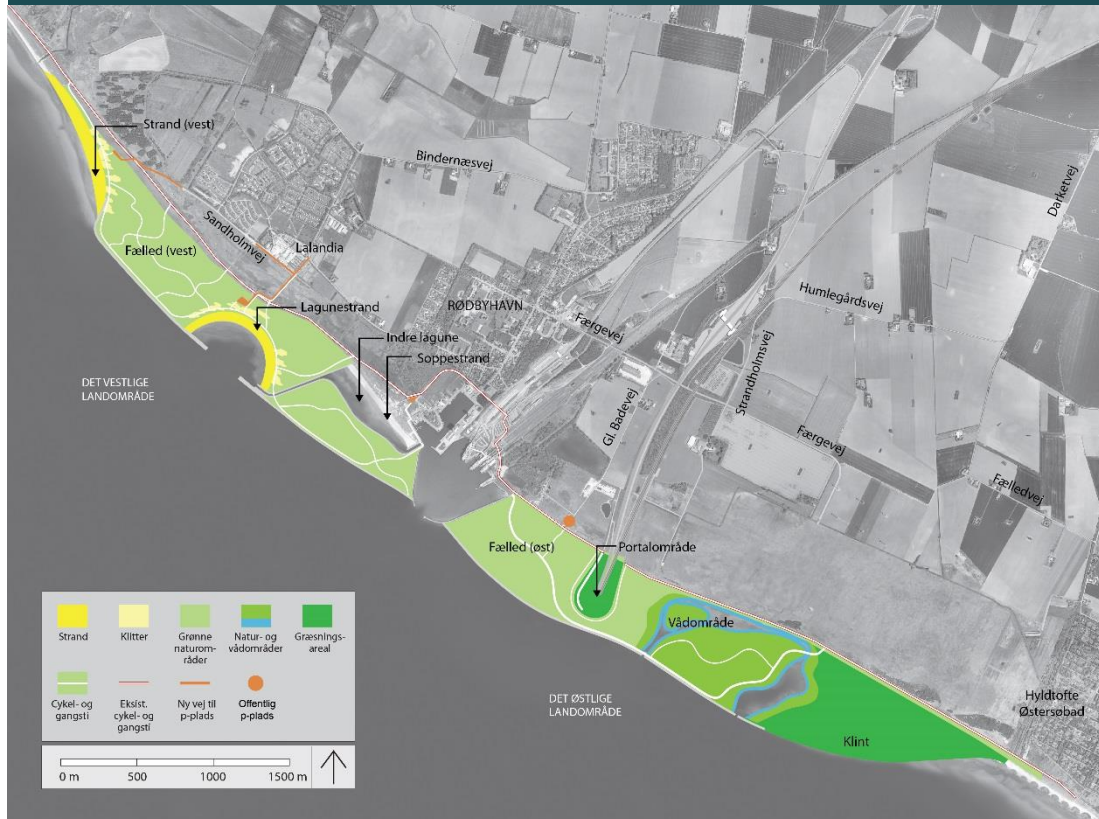 Strand (vest)
Bindernæsvej
Darketvej
Sandholmvej
Fælled (vest)
Lalandia
Humlegårdsvej
RØDBYHAVN
Lagunestrand
Færgevej
Indre lagune
Soppestrand
Strandholmsvej
DET VESTLIGE
LANDOMRÅDE
Gl. Badevej
Færgevej
Fælledvej
Fælled (øst)
Portalområde
Vådområde
DET ØSTLIGE
LANDOMRÅDE
Hyldtofte
Østersøbad
Klint
Strand
Klitter
Grønne
naturom-
råder
Natur- og
vådområder
Græsnings-
areal
Cykel- og
gangsti
Eksist.
cykel- og
gangsti
Ny vej til
p-plads
Offentlig
p-plads
0 m 500 1000 1500 m